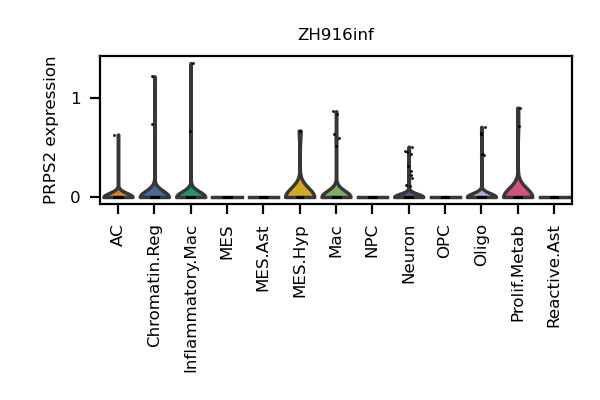 ZH916inf
PRPS2 expression
1
0
AC
Chromatin.Reg
Inflammatory.Mac
MES
MES.Ast
MES.Hyp
Mac
NPC
Neuron
OPC
Oligo
Prolif.Metab
Reactive.Ast